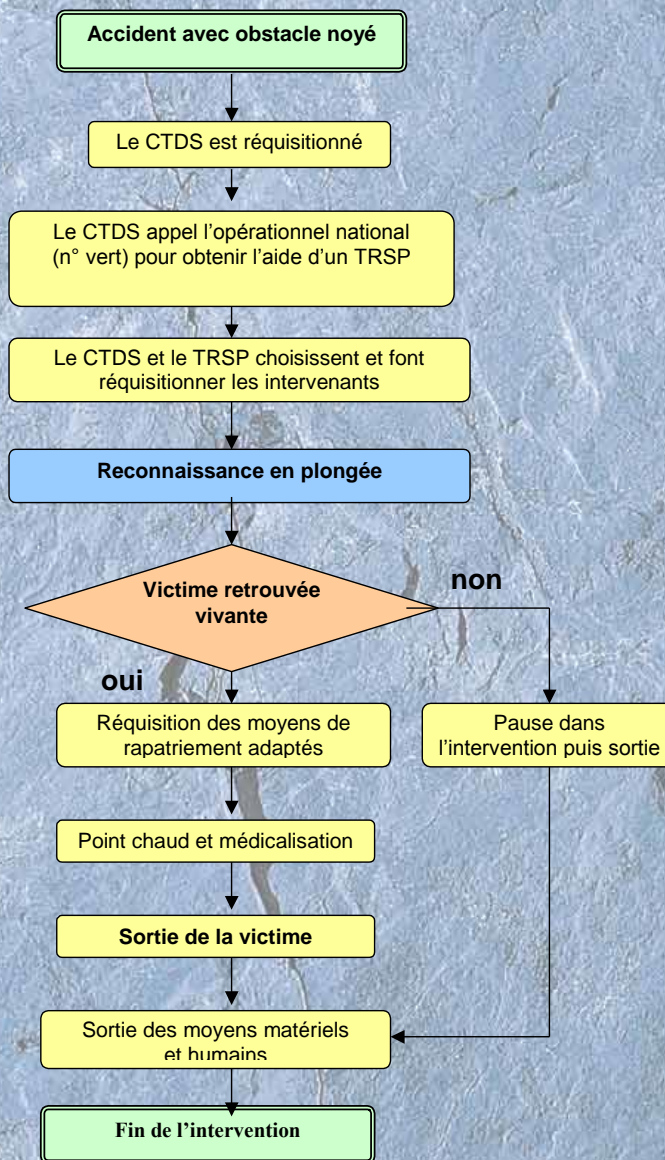 Accident avec obstacle noyé
Le CTDS est réquisitionné
Le CTDS appel l'opérationnel national
(n° vert) pour obtenir l'aide d'un TRSP
Le CTDS et le TRSP choisissent et font
réquisitionner les intervenants
Reconnaissance en plongée
Victime retrouvée
vivante
non
oui
Réquisition des moyens de
rapatriement adaptés
Pause dans
l'intervention puis sortie
Point chaud et médicalisation
Sortie de la victime
Sortie des moyens matériels
et humains
Fin de l'intervention